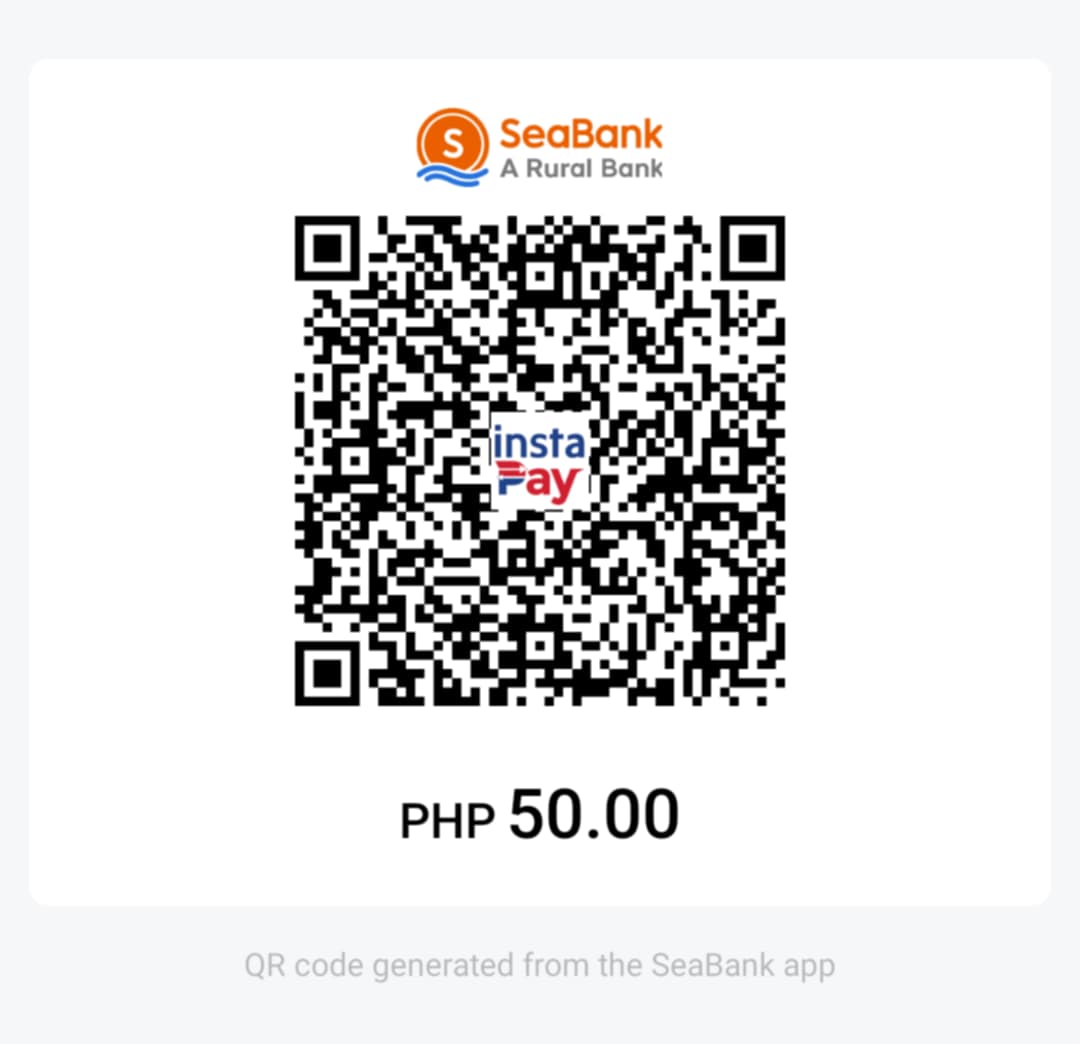 SeaBank
A Rural Bank
insta
Pay
PHP 50.00
QR code generated from the SeaBank app